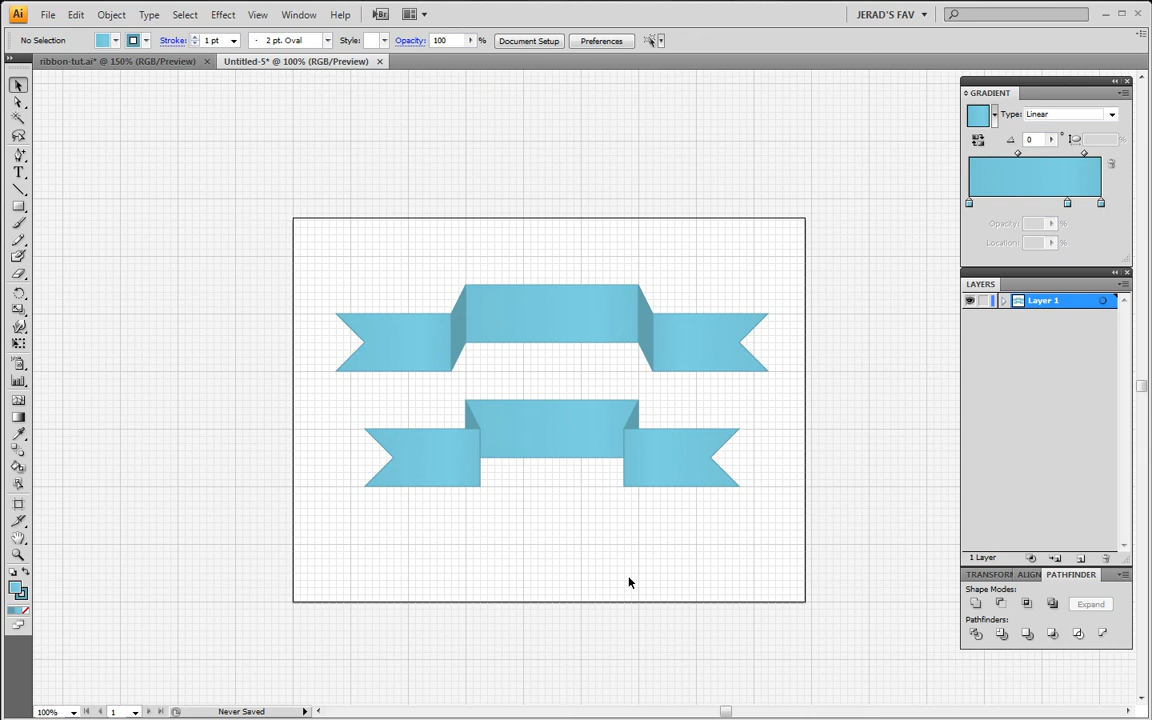 Ai File Edit Object Type Select Effect View Window Help Br JERAD'S FAV
No Selection Stroke: 1 pt 2 pt. Oval Style: Opacity: 100 % Document Setup Preferences
ribbon-tut.ai* @ 150% (RGB/Preview) Untitled-5* @ 100% (RGB/Preview)
GRADIENT
Type: Linear
0 ° %
Opacity: %
Location: %
LAYERS
Layer 1
1 Layer
TRANSFORM ALIGN PATHFINDER
Shape Modes:
Expand
Pathfinders:
100% 1 Never Saved